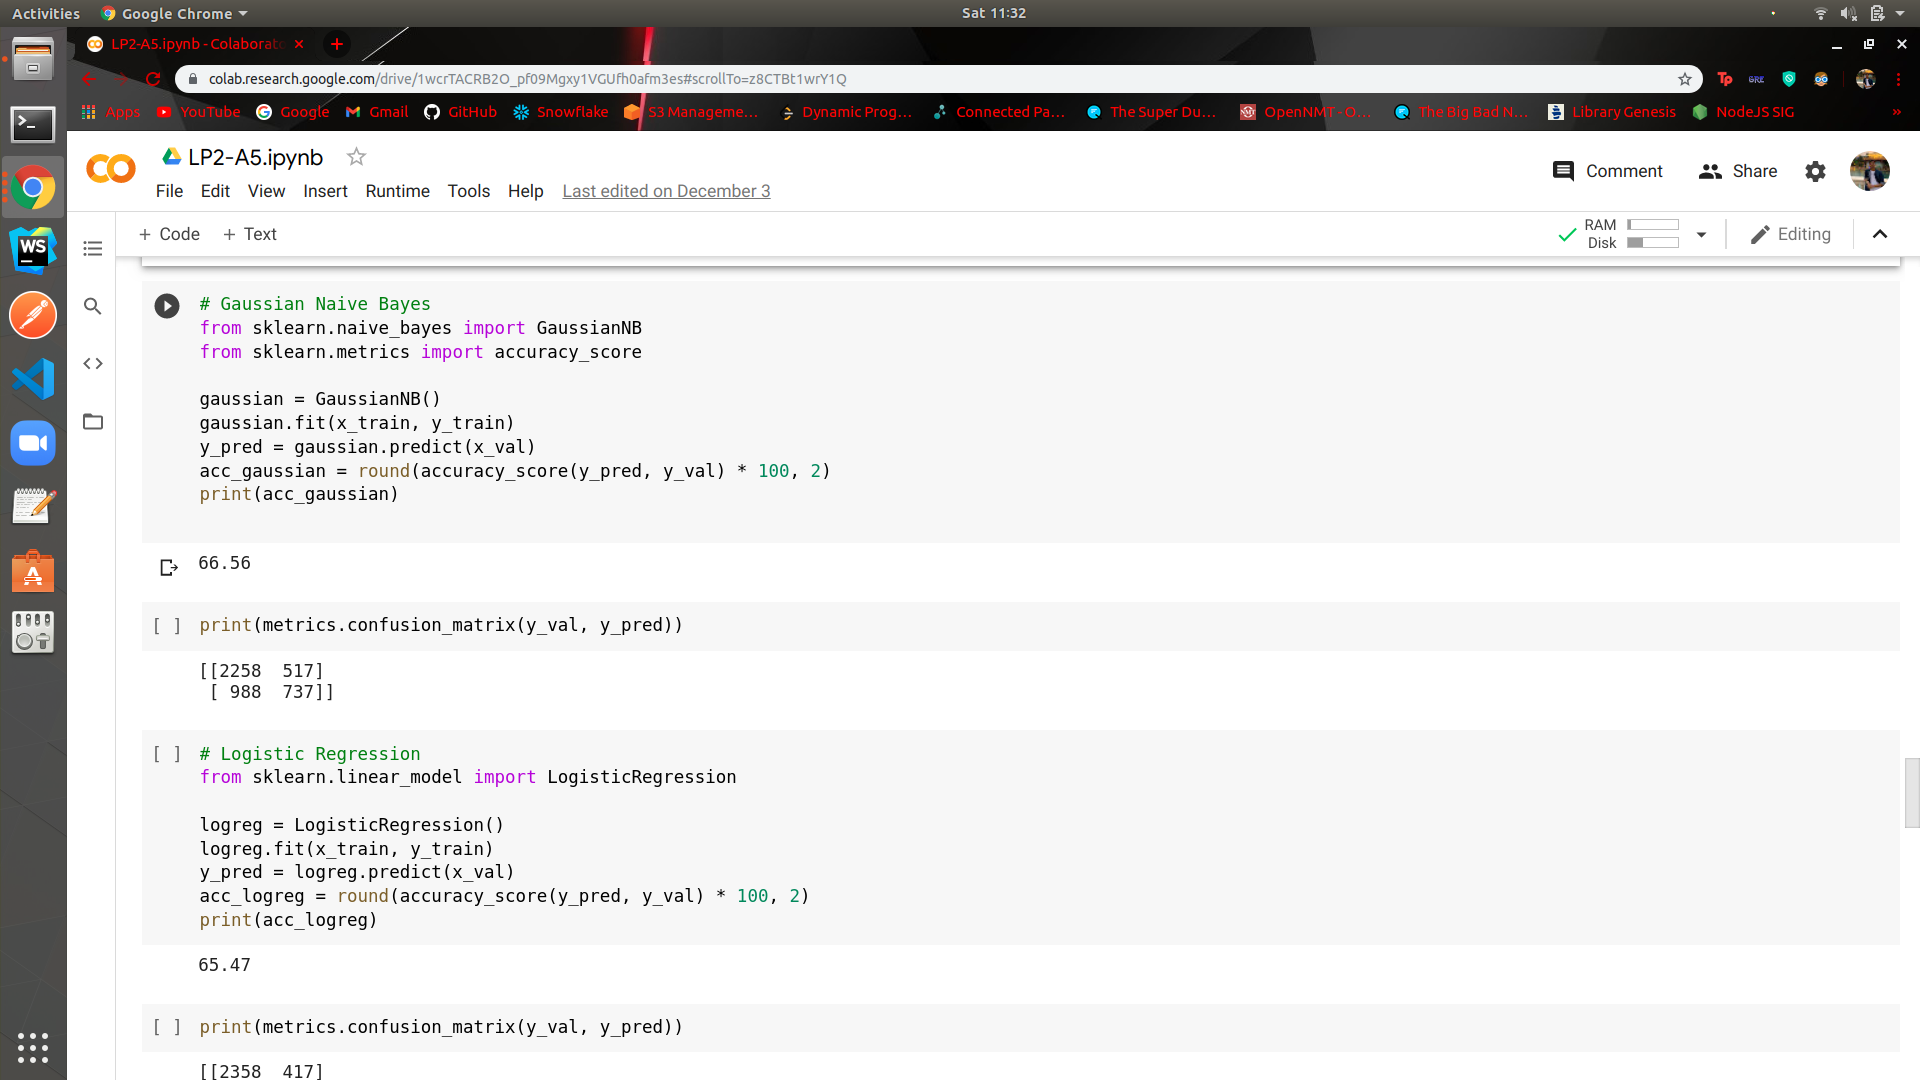 Activities Google Chrome Sat 11:32
LP2-A5.ipynb - Colaborato
colab.research.google.com/drive/1wcrTACRB2O_pf09Mgxy1VGUfh0afm3es#scrollTo=z8CTBt1wrY1Q
Tp GRE
Apps YouTube Google Gmail GitHub Snowflake S3 Manageme... Dynamic Prog... Connected Pa... The Super Du... OpenNMT - O... The Big Bad N... Library Genesis NodeJS SIG »
LP2-A5.ipynb
Comment Share
File Edit View Insert Runtime Tools Help Last edited on December 3
+ Code + Text
RAM
Disk
Editing
WS
# Gaussian Naive Bayes
from sklearn.naive_bayes import GaussianNB
from sklearn.metrics import accuracy_score
gaussian = GaussianNB()
gaussian.fit(x_train, y_train)
y_pred = gaussian.predict(x_val)
acc_gaussian = round(accuracy_score(y_pred, y_val) * 100, 2)
print(acc_gaussian)
66.56
[ ] print(metrics.confusion_matrix(y_val, y_pred))
[[2258  517]
 [ 988  737]]
[ ] # Logistic Regression
from sklearn.linear_model import LogisticRegression
logreg = LogisticRegression()
logreg.fit(x_train, y_train)
y_pred = logreg.predict(x_val)
acc_logreg = round(accuracy_score(y_pred, y_val) * 100, 2)
print(acc_logreg)
65.47
[ ] print(metrics.confusion_matrix(y_val, y_pred))
[[2358  417]